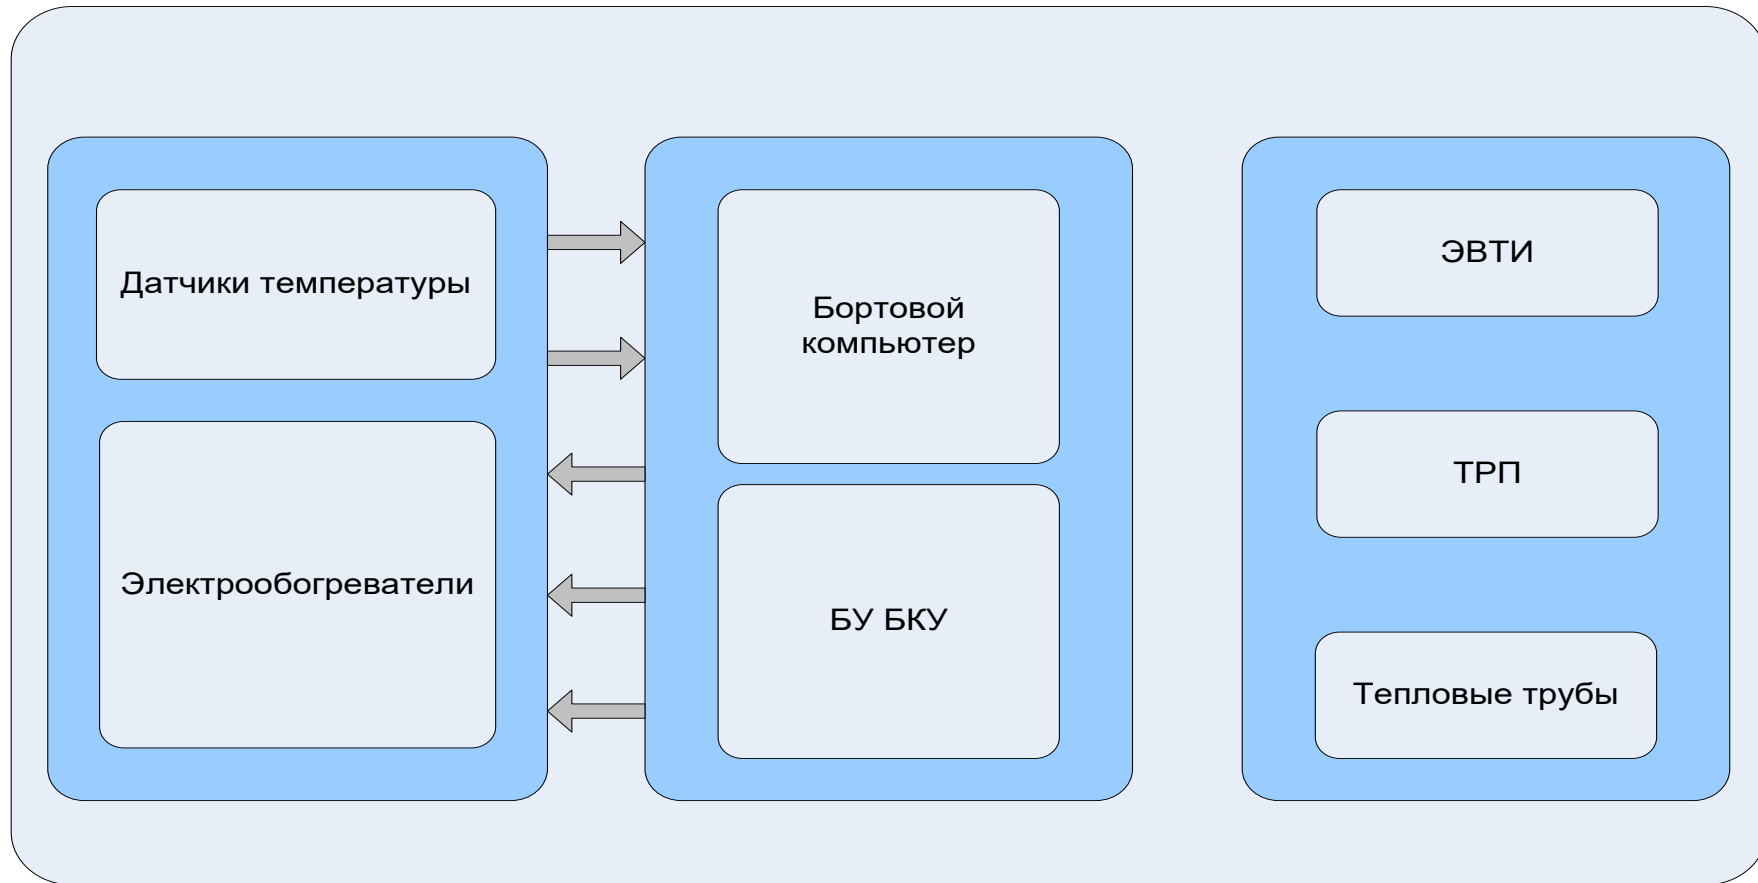 Датчики температуры
Электрообогреватели
Бортовой
компьютер
БУ БКУ
ЭВТИ
ТРП
Тепловые трубы